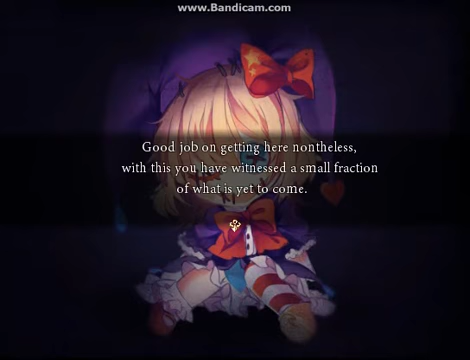 www.Bandicam.com
Good job on getting here nontheless,
with this you have witnessed a small fraction
of what is yet to come.